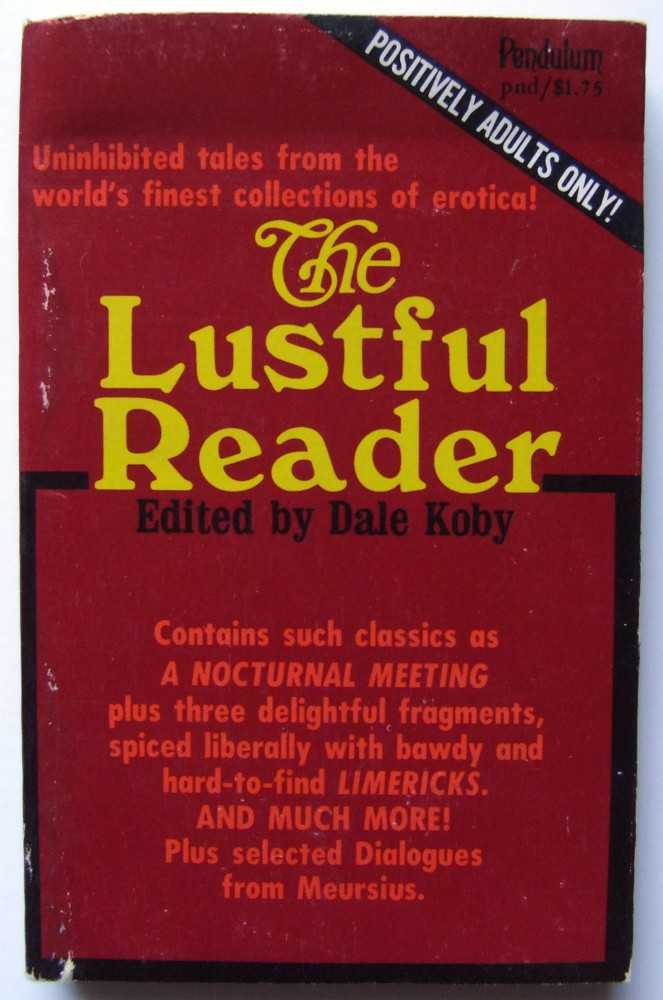 POSITIVELY ADULTS ONLY!
Pendulum
pnd/$1.75
Uninhibited tales from the
world's finest collections of erotica!
The
Lustful
Reader
Edited by Dale Koby
Contains such classics as
A NOCTURNAL MEETING
plus three delightful fragments,
spiced liberally with bawdy and
hard-to-find LIMERICKS.
AND MUCH MORE!
Plus selected Dialogues
from Meursius.